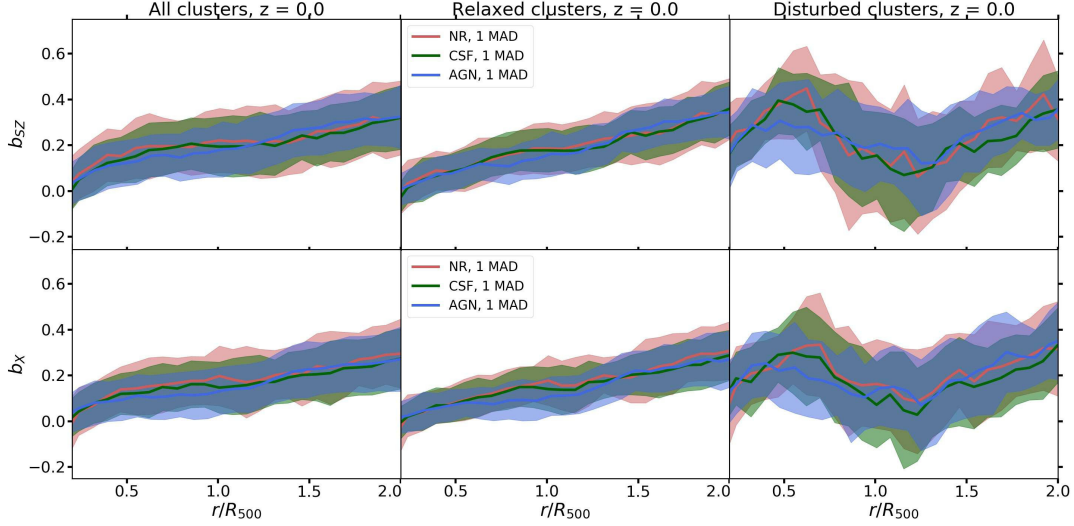 All clusters, z = 0.0
Relaxed clusters, z = 0.0
Disturbed clusters, z = 0.0
b_SZ
0.6
0.4
0.2
0.0
−0.2
NR, 1 MAD
CSF, 1 MAD
AGN, 1 MAD
b_X
0.6
0.4
0.2
0.0
−0.2
NR, 1 MAD
CSF, 1 MAD
AGN, 1 MAD
0.5 1.0 1.5 2.0
0.5 1.0 1.5 2.0
0.5 1.0 1.5 2.0
r/R_500
r/R_500
r/R_500